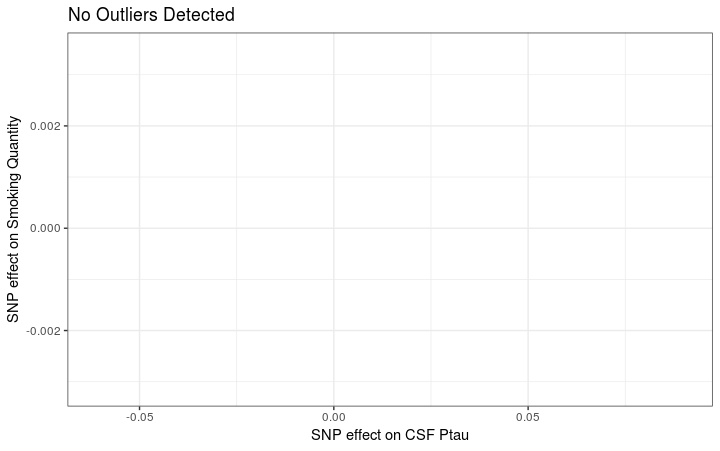 No Outliers Detected
SNP effect on Smoking Quantity
0.002
0.000
-0.002
-0.05
0.00
0.05
SNP effect on CSF Ptau